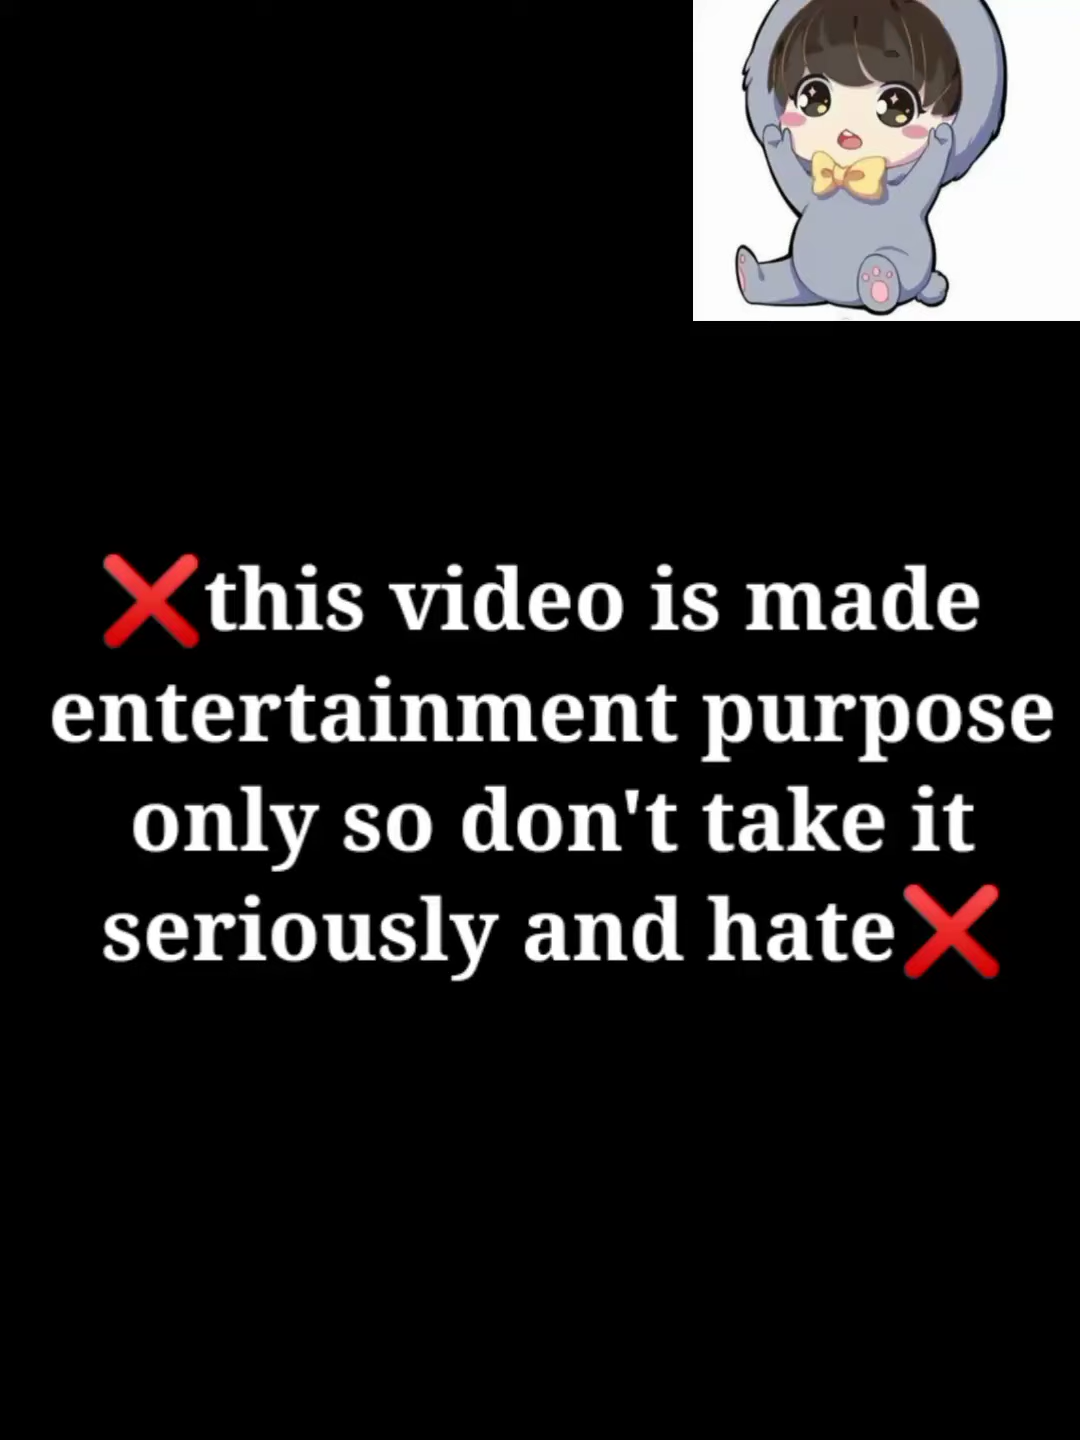 ❌this video is made
entertainment purpose
only so don't take it
seriously and hate❌